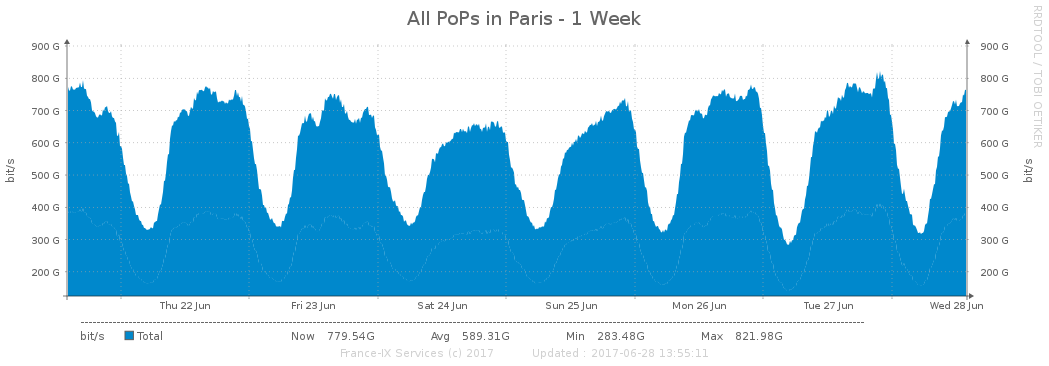 All PoPs in Paris - 1 Week
RRDTOOL / TOBI OETIKER
900 G 900 G
800 G 800 G
700 G 700 G
600 G 600 G
500 G 500 G
400 G 400 G
300 G 300 G
200 G 200 G
bit/s bit/s
Thu 22 Jun Fri 23 Jun Sat 24 Jun Sun 25 Jun Mon 26 Jun Tue 27 Jun Wed 28 Jun
bit/s Total Now 779.54G Avg 589.31G Min 283.48G Max 821.98G
France-IX Services (c) 2017 Updated : 2017-06-28 13:55:11